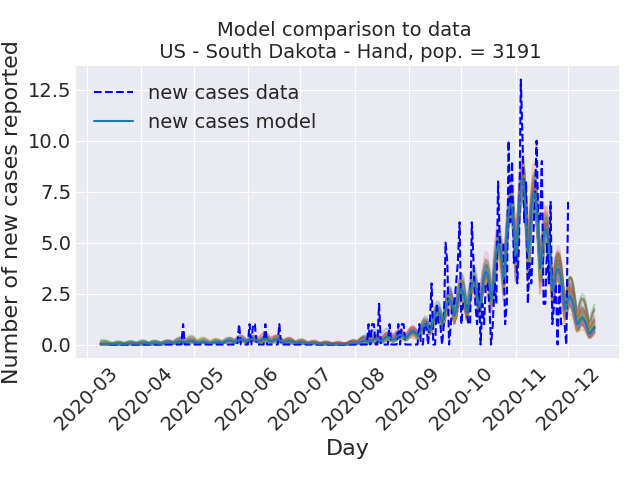 Model comparison to data
US - South Dakota - Hand, pop. = 3191
Number of new cases reported
12.5
10.0
7.5
5.0
2.5
0.0
new cases data
new cases model
2020-03
2020-04
2020-05
2020-06
2020-07
2020-08
2020-09
2020-10
2020-11
2020-12
Day